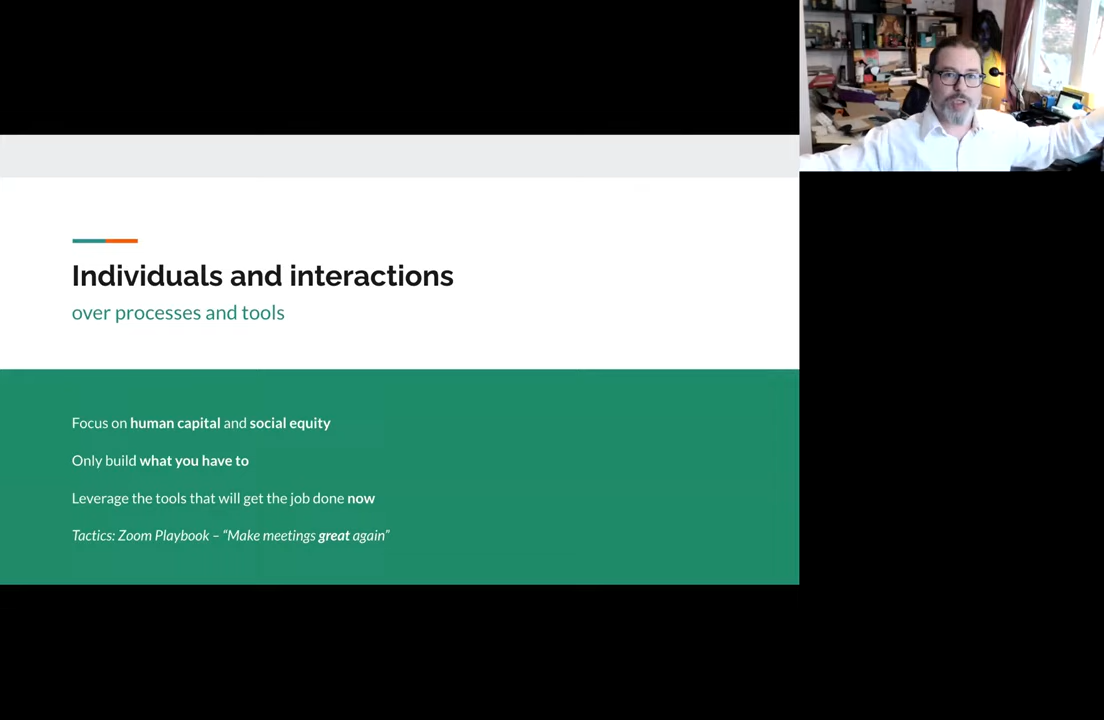 Individuals and interactions
over processes and tools
Focus on human capital and social equity
Only build what you have to
Leverage the tools that will get the job done now
Tactics: Zoom Playbook – “Make meetings great again”